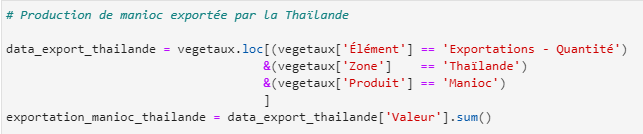 # Production de manioc exportée par la Thaïlande
data_export_thailande = vegetaux.loc[(vegetaux['Élément'] == 'Exportations - Quantité')
&(vegetaux['Zone']    == 'Thaïlande')
&(vegetaux['Produit'] == 'Manioc')
]
exportation_manioc_thailande = data_export_thailande['Valeur'].sum()